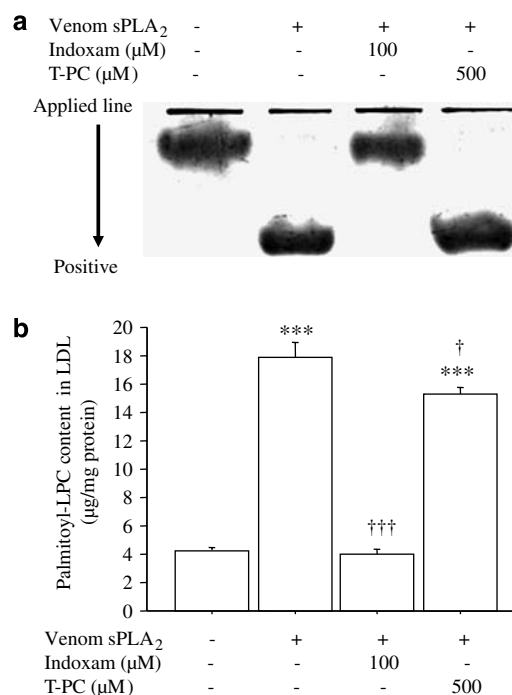 a
Venom sPLA₂ - + + +
Indoxam (µM) - - 100 -
T-PC (µM) - - - 500
Applied line
Positive
b
Palmitoyl-LPC content in LDL
(µg/mg protein)
20
18
16
14
12
10
8
6
4
2
0
***
†††
†
***
Venom sPLA₂ - + + +
Indoxam (µM) - - 100 -
T-PC (µM) - - - 500